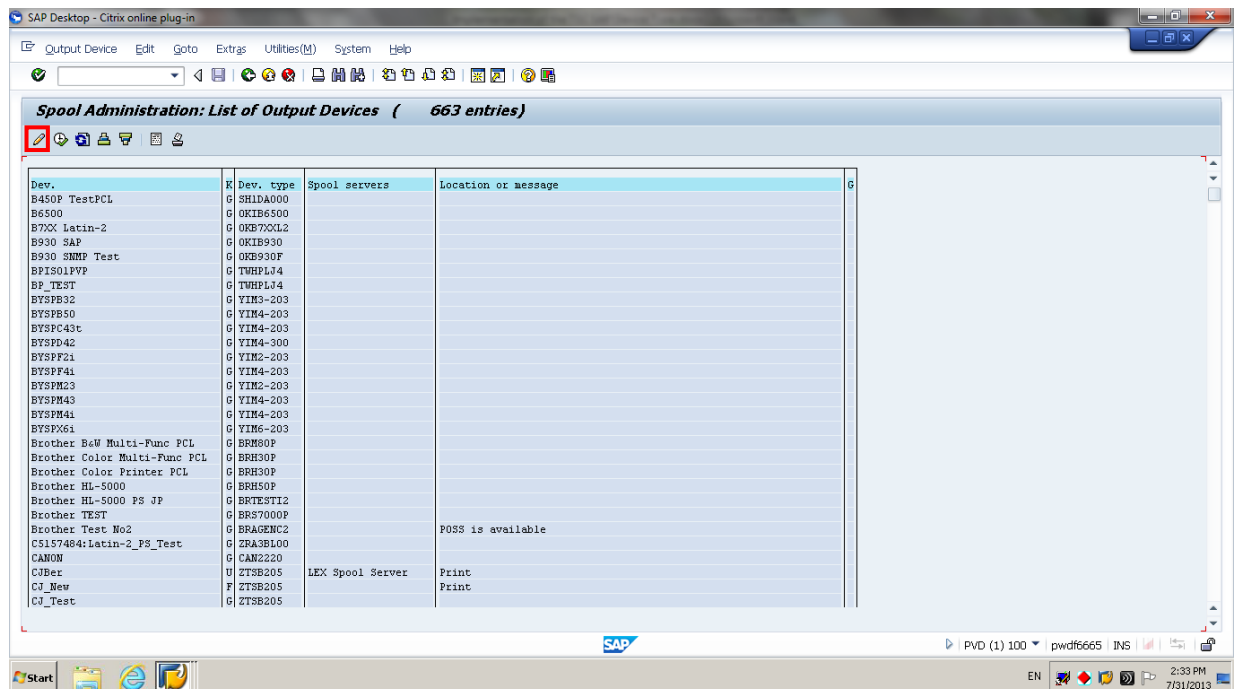 SAP Desktop - Citrix online plug-in
Output Device Edit Goto Extras Utilities(M) System Help
Spool Administration: List of Output Devices ( 663 entries)
Dev. K Dev. type Spool servers Location or message G
B450P TestPCL G SH1DA000
B6500 G OKIB6500
B7XX Latin-2 G OKB7XXL2
B930 SAP G OKIB930
B930 SNMP Test G OKB930F
BPIS01PVP G TWHPLJ4
BP_TEST G TWHPLJ4
BYSPB32 G YIM3-203
BYSPB50 G YIM4-203
BYSPC43t G YIM4-203
BYSPD42 G YIM4-300
BYSPF2i G YIM2-203
BYSPF4i G YIM4-203
BYSPM23 G YIM2-203
BYSPM43 G YIM4-203
BYSPM4i G YIM4-203
BYSPX6i G YIM6-203
Brother B&W Multi-Func PCL G BRM80P
Brother Color Multi-Func PCL G BRH30P
Brother Color Printer PCL G BRH30P
Brother HL-5000 G BRH50P
Brother HL-5000 PS JP G BRTESTI2
Brother TEST G BRS7000P
Brother Test No2 G BRAGENC2 POSS is available
C5157484:Latin-2_PS_Test G ZRA3BL00
CANON G CAN2220
CJBer U ZTSB205 LEX Spool Server Print
CJ_New F ZTSB205 Print
CJ_Test G ZTSB205
SAP PVD (1) 100 pwdf6665 INS
Start EN 2:33 PM
7/31/2013